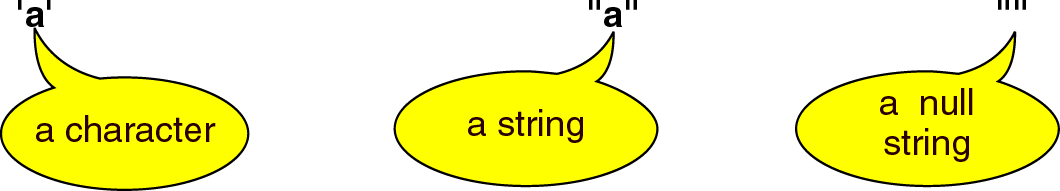 'a' "a" ""
a character a string a null
string